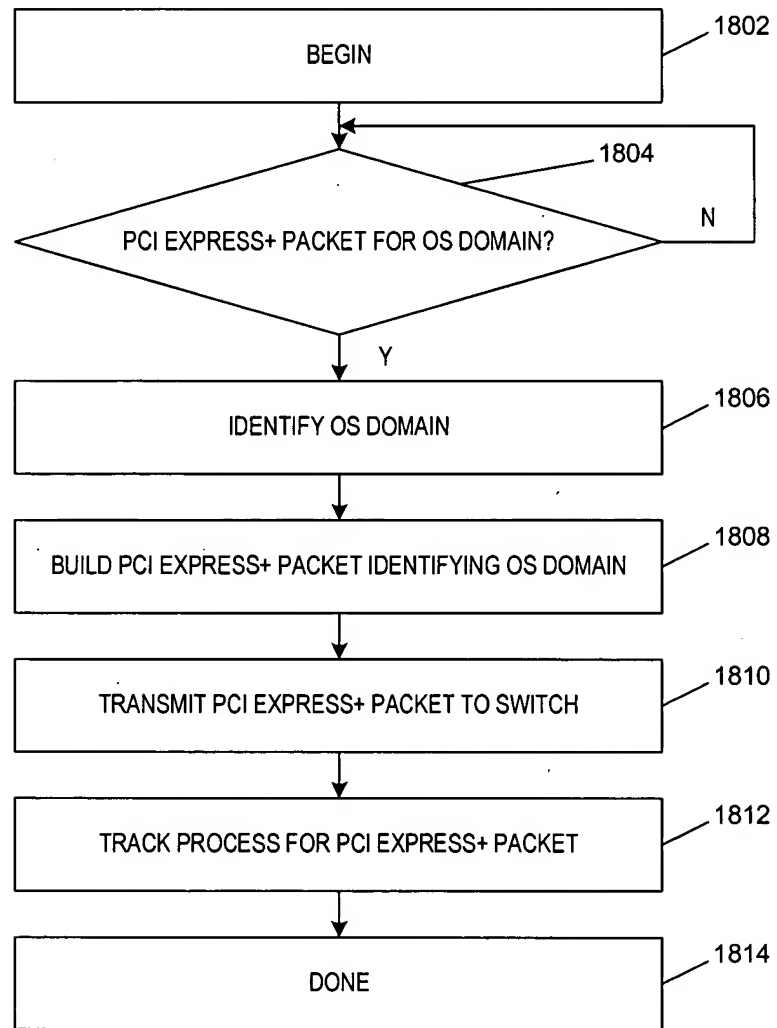 1802
BEGIN
1804
PCI EXPRESS+ PACKET FOR OS DOMAIN?
N
Y
1806
IDENTIFY OS DOMAIN
1808
BUILD PCI EXPRESS+ PACKET IDENTIFYING OS DOMAIN
1810
TRANSMIT PCI EXPRESS+ PACKET TO SWITCH
1812
TRACK PROCESS FOR PCI EXPRESS+ PACKET
1814
DONE